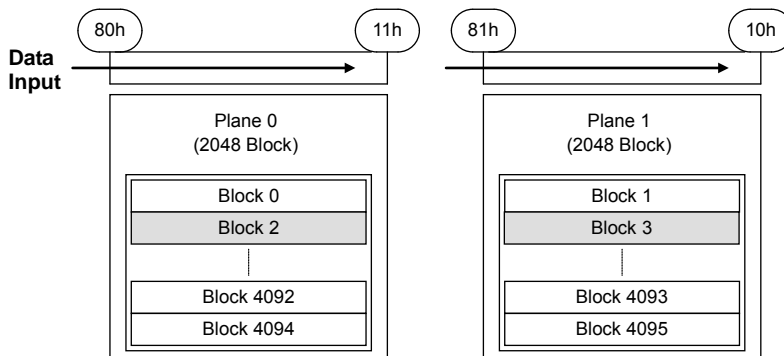 80h
11h
81h
10h
Data
Input
Plane 0
(2048 Block)
Block 0
Block 2
Block 4092
Block 4094
Plane 1
(2048 Block)
Block 1
Block 3
Block 4093
Block 4095